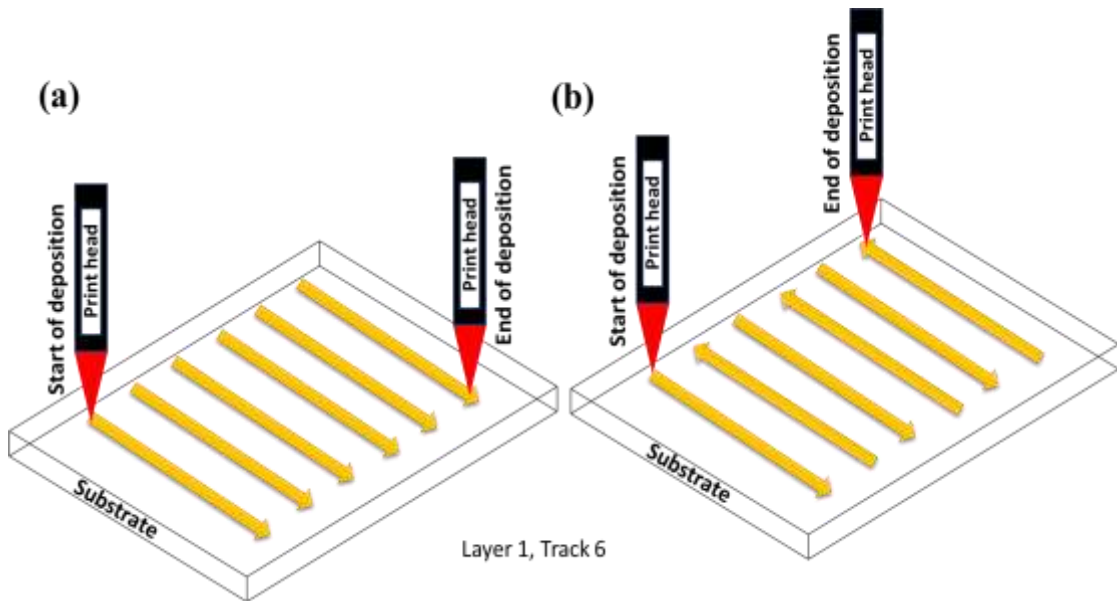 (a)
Start of deposition
Print head
Print head
End of deposition
Substrate
(b)
Start of deposition
Print head
End of deposition
Print head
Substrate
Layer 1, Track 6